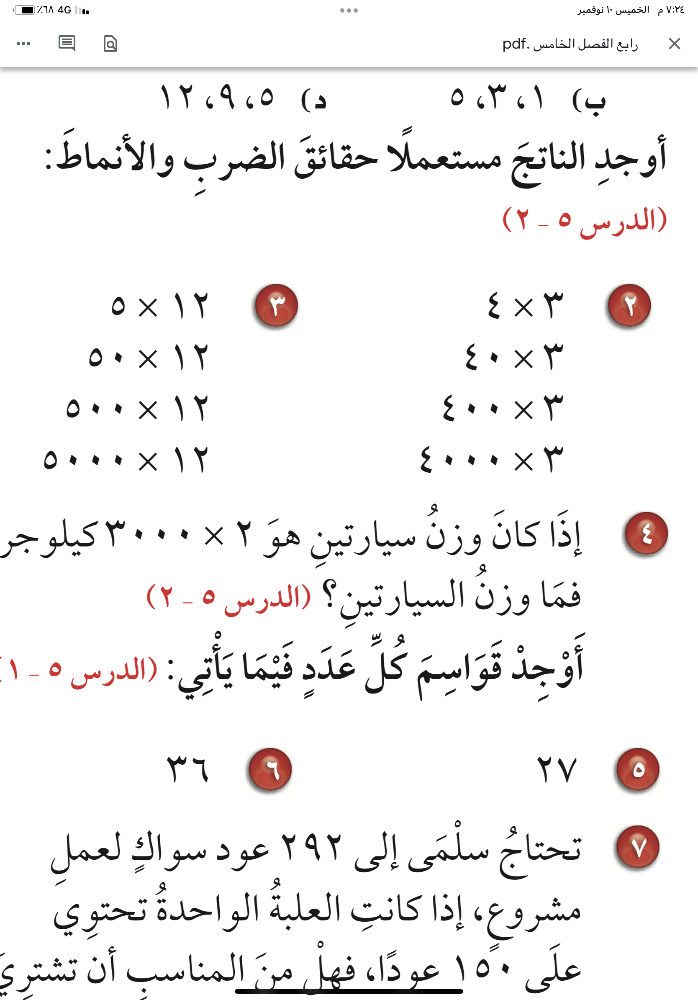 ٧:٢٤ م الخميس ١٠ نوفمبر
4G ٪٦٨
رابع الفصل الخامس .pdf
ب) ١، ٣، ٥ د) ٥، ٩، ١٢
أوجدِ الناتجَ مستعملًا حقائقَ الضربِ والأنماطَ:
(الدرس ٥ - ٢)
٢ ٣ × ٤ ٣ ١٢ × ٥
٣ × ٤٠ ١٢ × ٥٠
٣ × ٤٠٠ ١٢ × ٥٠٠
٣ × ٤٠٠٠ ١٢ × ٥٠٠٠
٤ إذَا كانَ وزنُ سيارتينِ هوَ ٢ × ٣٠٠٠ كيلوجر
فمَا وزنُ السيارتينِ؟ (الدرس ٥ - ٢)
أَوْجِدْ قَوَاسِمَ كُلِّ عَدَدٍ فَيْمَا يَأْتِي: (الدرس ٥ - ١)
٥ ٢٧ ٦ ٣٦
٧ تحتاجُ سلْمَى إلى ٢٩٢ عود سواكٍ لعملِ
مشروعٍ، إذا كانتِ العلبةُ الواحدةُ تحتوِي
علَى ١٥٠ عودًا، فهلْ منَ المناسبِ أن تشترِيَ